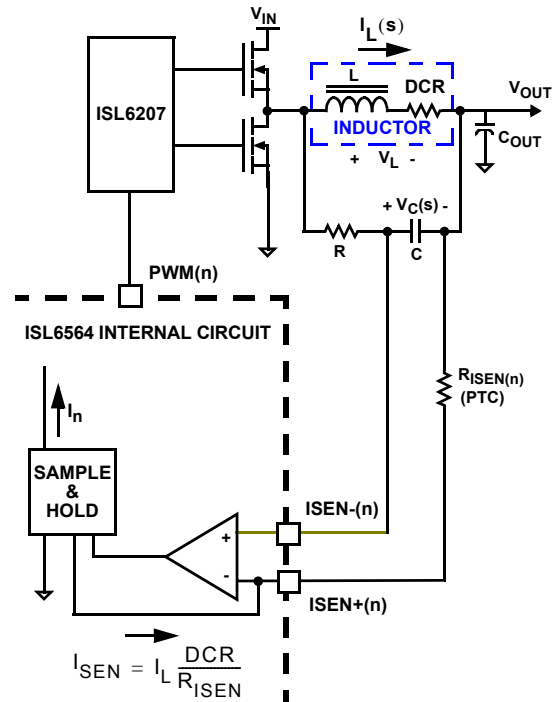 V_IN
I_L(s)
ISL6207
L
DCR
V_OUT
INDUCTOR
C_OUT
+ V_L -
+ V_C(s) -
R
C
PWM(n)
ISL6564 INTERNAL CIRCUIT
R_ISEN(n)
(PTC)
I_n
SAMPLE
&
HOLD
ISEN-(n)
+
-
ISEN+(n)
I_SEN = I_L DCR / R_ISEN